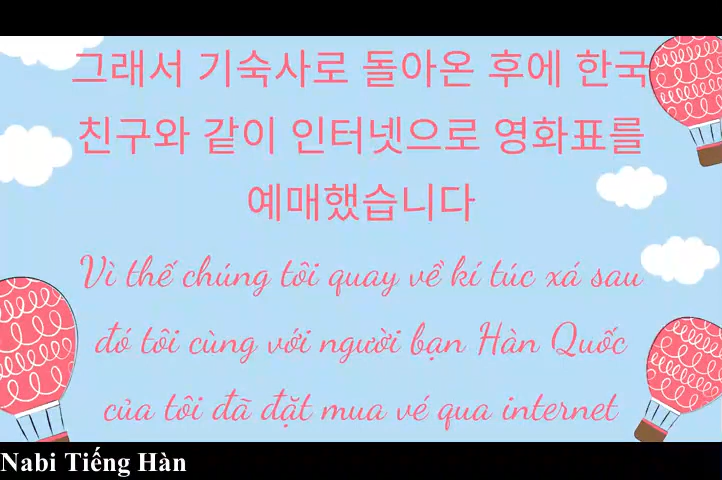 그래서 기숙사로 돌아온 후에 한국
친구와 같이 인터넷으로 영화표를
예매했습니다
Vì thế chúng tôi quay về kí túc xá sau
đó tôi cùng với người bạn Hàn Quốc
của tôi đã đặt mua vé qua internet
Nabi Tiếng Hàn